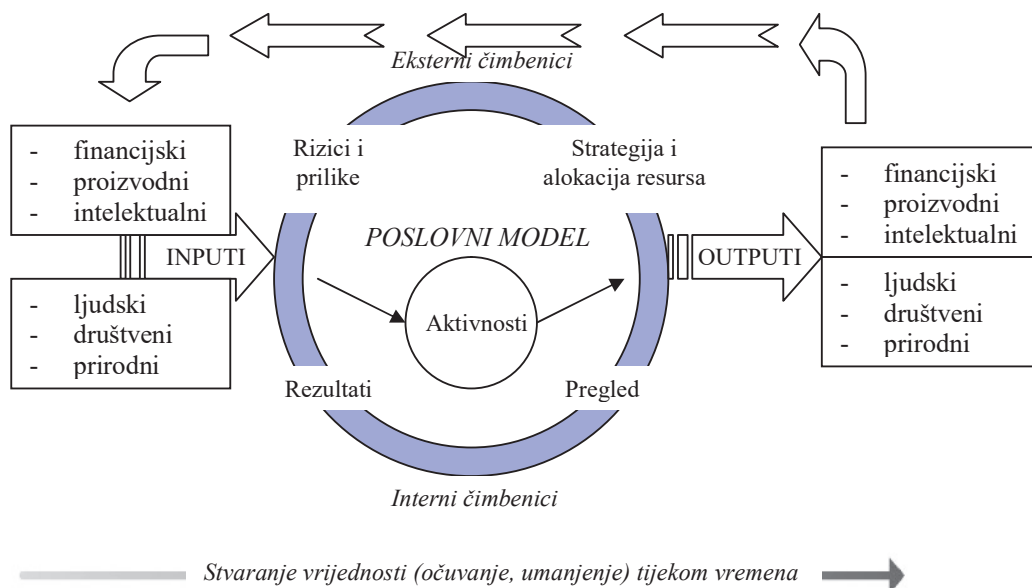 Eksterni čimbenici
- financijski
- proizvodni
- intelektualni
INPUTI
- ljudski
- društveni
- prirodni
Rizici i
prilike
Strategija i
alokacija resursa
POSLOVNI MODEL
Aktivnosti
Rezultati
Pregled
Interni čimbenici
OUTPUTI
- financijski
- proizvodni
- intelektualni
- ljudski
- društveni
- prirodni
Stvaranje vrijednosti (očuvanje, umanjenje) tijekom vremena